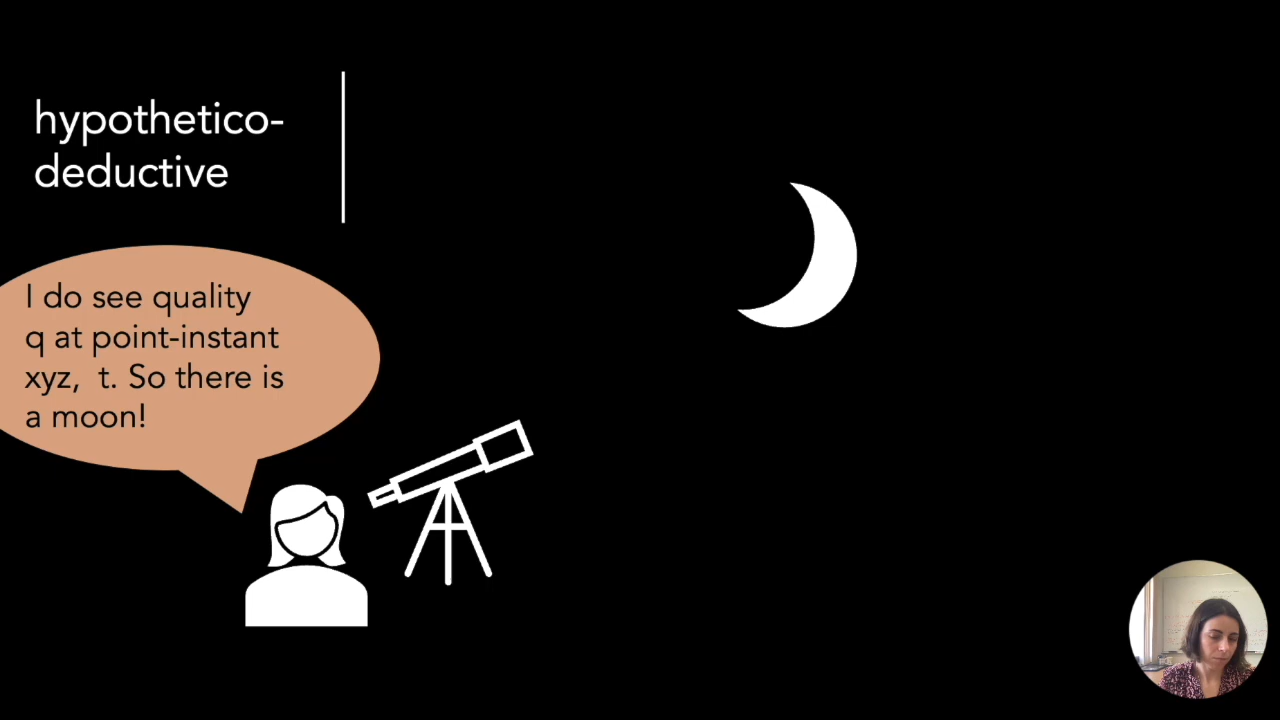 hypothetico-
deductive
I do see quality
q at point-instant
xyz,  t. So there is
a moon!